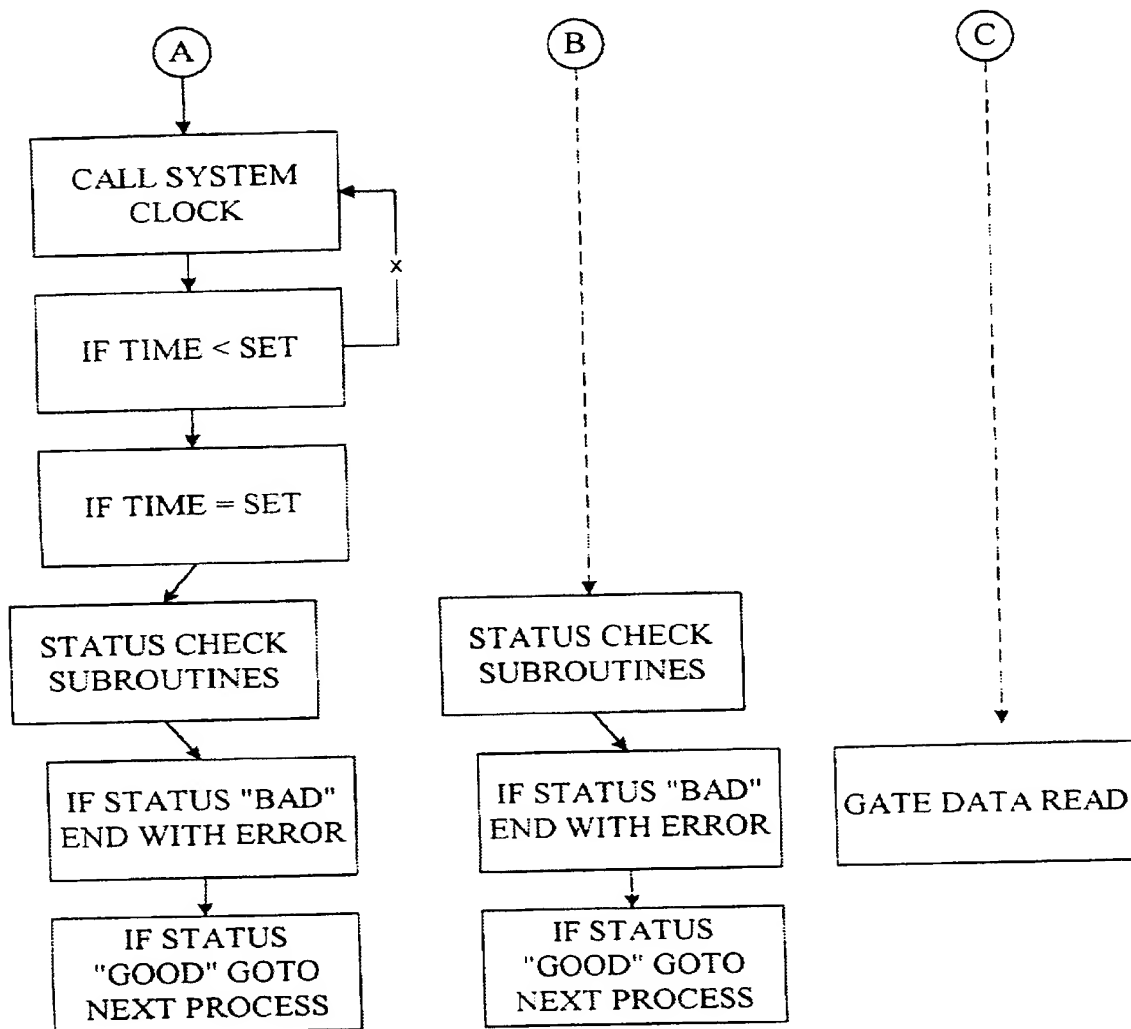 A
CALL SYSTEM
CLOCK
x
IF TIME < SET
IF TIME = SET
STATUS CHECK
SUBROUTINES
IF STATUS "BAD"
END WITH ERROR
IF STATUS
"GOOD" GOTO
NEXT PROCESS
B
STATUS CHECK
SUBROUTINES
IF STATUS "BAD"
END WITH ERROR
IF STATUS
"GOOD" GOTO
NEXT PROCESS
C
GATE DATA READ